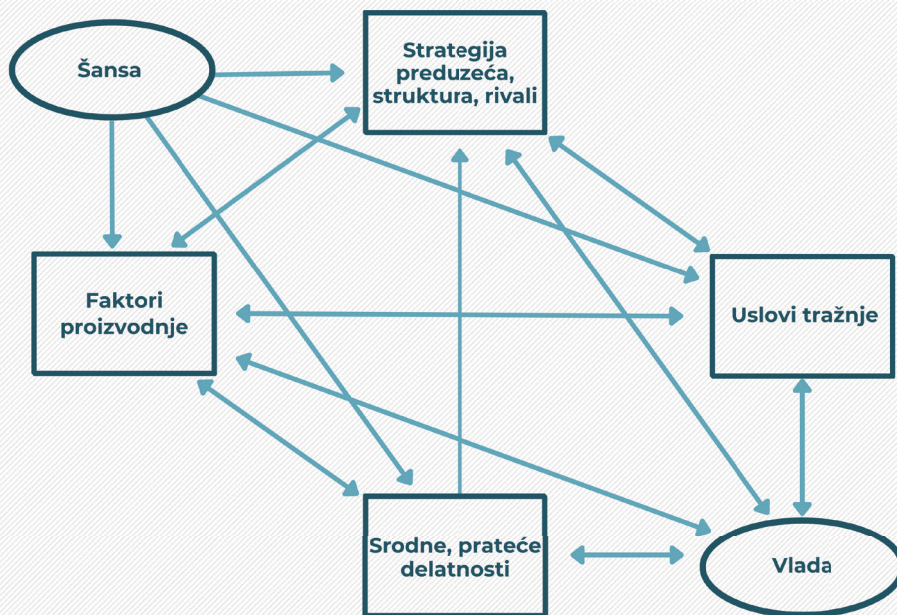 Šansa
Strategija
preduzeća,
struktura, rivali
Faktori
proizvodnje
Uslovi tražnje
Srodne, prateće
delatnosti
Vlada